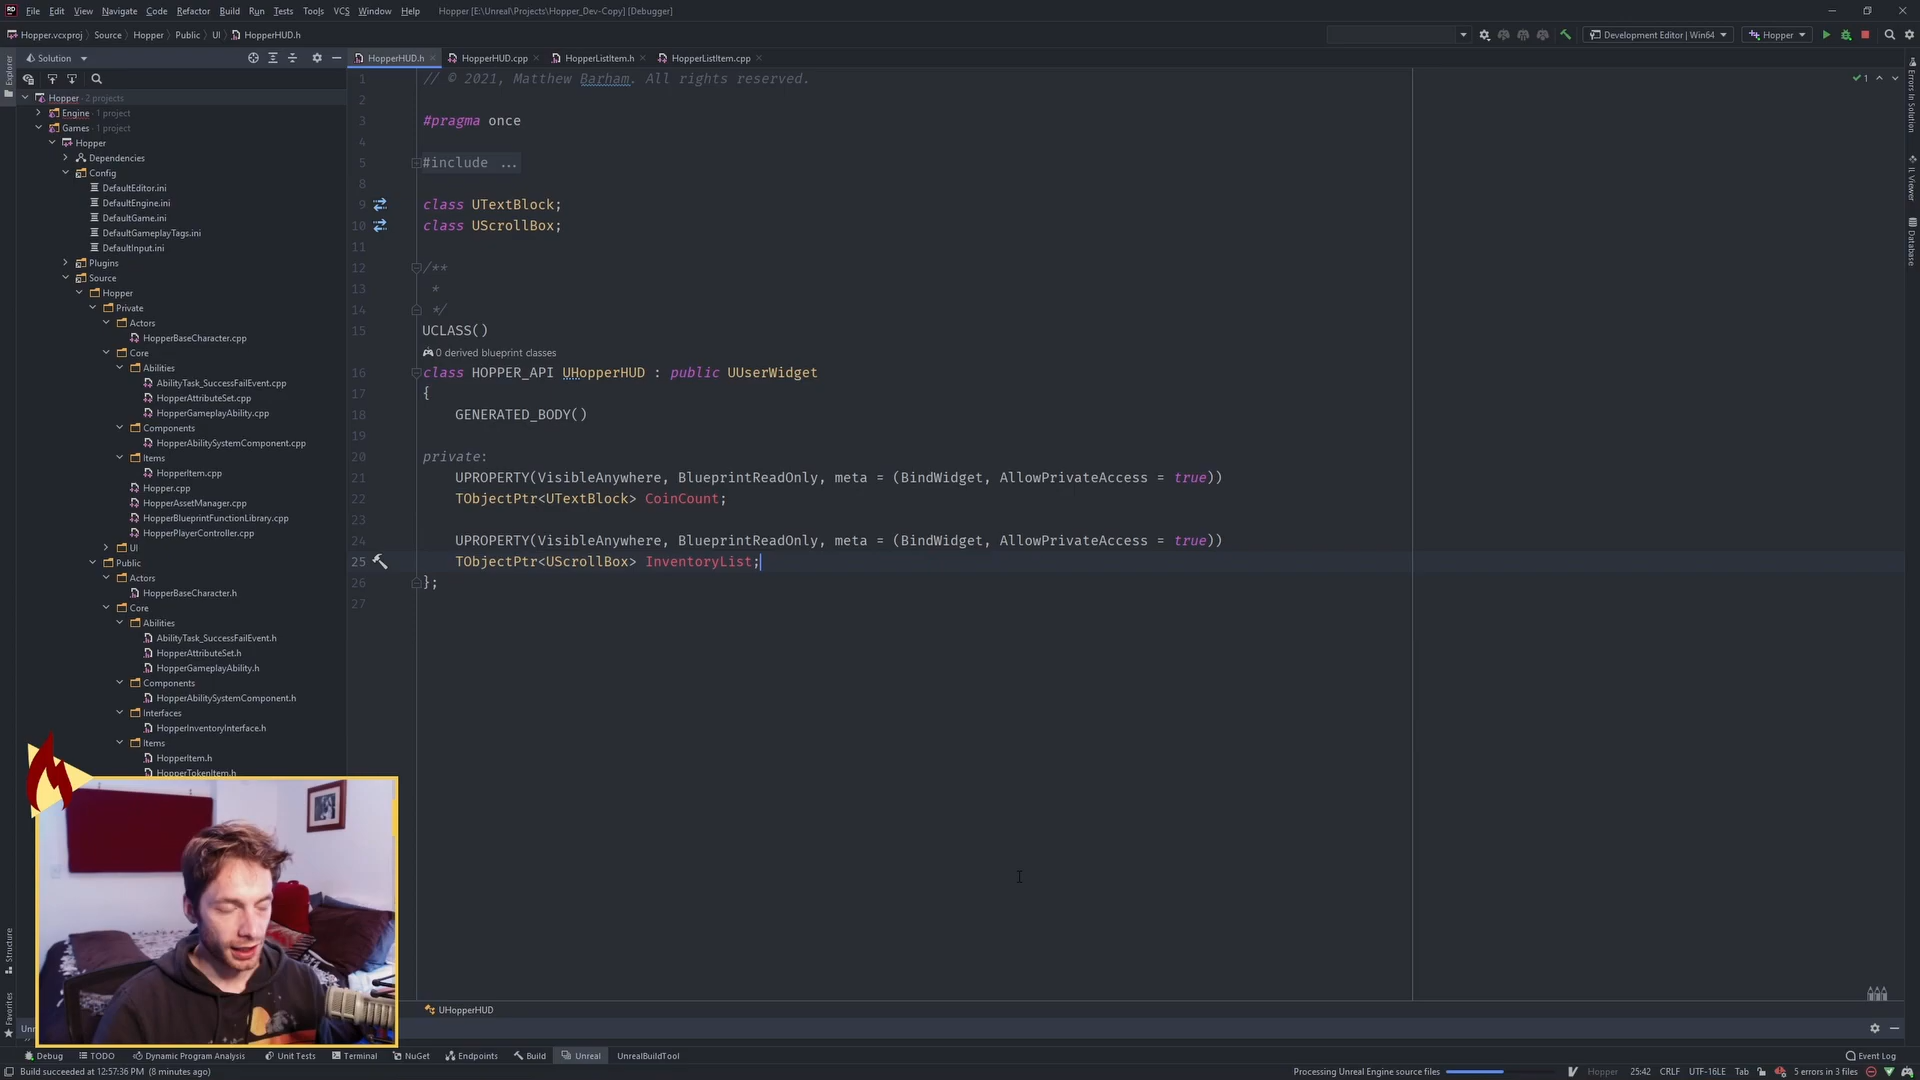 File Edit View Navigate Code Refactor Build Run Tests Tools VCS Window Help Hopper [E:\Unreal\Projects\Hopper_Dev-Copy] [Debugger]
Hopper.vcxproj Source Hopper Public UI HopperHUD.h
Development Editor | Win64 Hopper
Solution
HopperHUD.h HopperHUD.cpp HopperListItem.h HopperListItem.cpp
Explorer
Hopper · 2 projects
Engine · 1 project
Games · 1 project
Hopper
Dependencies
Config
DefaultEditor.ini
DefaultEngine.ini
DefaultGame.ini
DefaultGameplayTags.ini
DefaultInput.ini
Plugins
Source
Hopper
Private
Actors
HopperBaseCharacter.cpp
Core
Abilities
AbilityTask_SuccessFailEvent.cpp
HopperAttributeSet.cpp
HopperGameplayAbility.cpp
Components
HopperAbilitySystemComponent.cpp
Items
HopperItem.cpp
Hopper.cpp
HopperAssetManager.cpp
HopperBlueprintFunctionLibrary.cpp
HopperPlayerController.cpp
UI
Public
Actors
HopperBaseCharacter.h
Core
Abilities
AbilityTask_SuccessFailEvent.h
HopperAttributeSet.h
HopperGameplayAbility.h
Components
HopperAbilitySystemComponent.h
Interfaces
HopperInventoryInterface.h
Items
HopperItem.h
HopperTokenItem.h
1 // © 2021, Matthew Barham. All rights reserved.
2
3 #pragma once
4
5 #include ...
8
9 class UTextBlock;
10 class UScrollBox;
11
12 /**
13 *
14 */
15 UCLASS()
0 derived blueprint classes
16 class HOPPER_API UHopperHUD : public UUserWidget
17 {
18 GENERATED_BODY()
19
20 private:
21 UPROPERTY(VisibleAnywhere, BlueprintReadOnly, meta = (BindWidget, AllowPrivateAccess = true))
22 TObjectPtr<UTextBlock> CoinCount;
23
24 UPROPERTY(VisibleAnywhere, BlueprintReadOnly, meta = (BindWidget, AllowPrivateAccess = true))
25 TObjectPtr<UScrollBox> InventoryList;
26 };
27
1
Errors In Solution
IL Viewer
Database
Structure
Favorites
UHopperHUD
Debug TODO Dynamic Program Analysis Unit Tests Terminal NuGet Endpoints Build Unreal UnrealBuildTool Event Log
Build succeeded at 12:57:36 PM (8 minutes ago) Processing Unreal Engine source files Hopper 25:42 CRLF UTF-16LE Tab 5 errors in 3 files